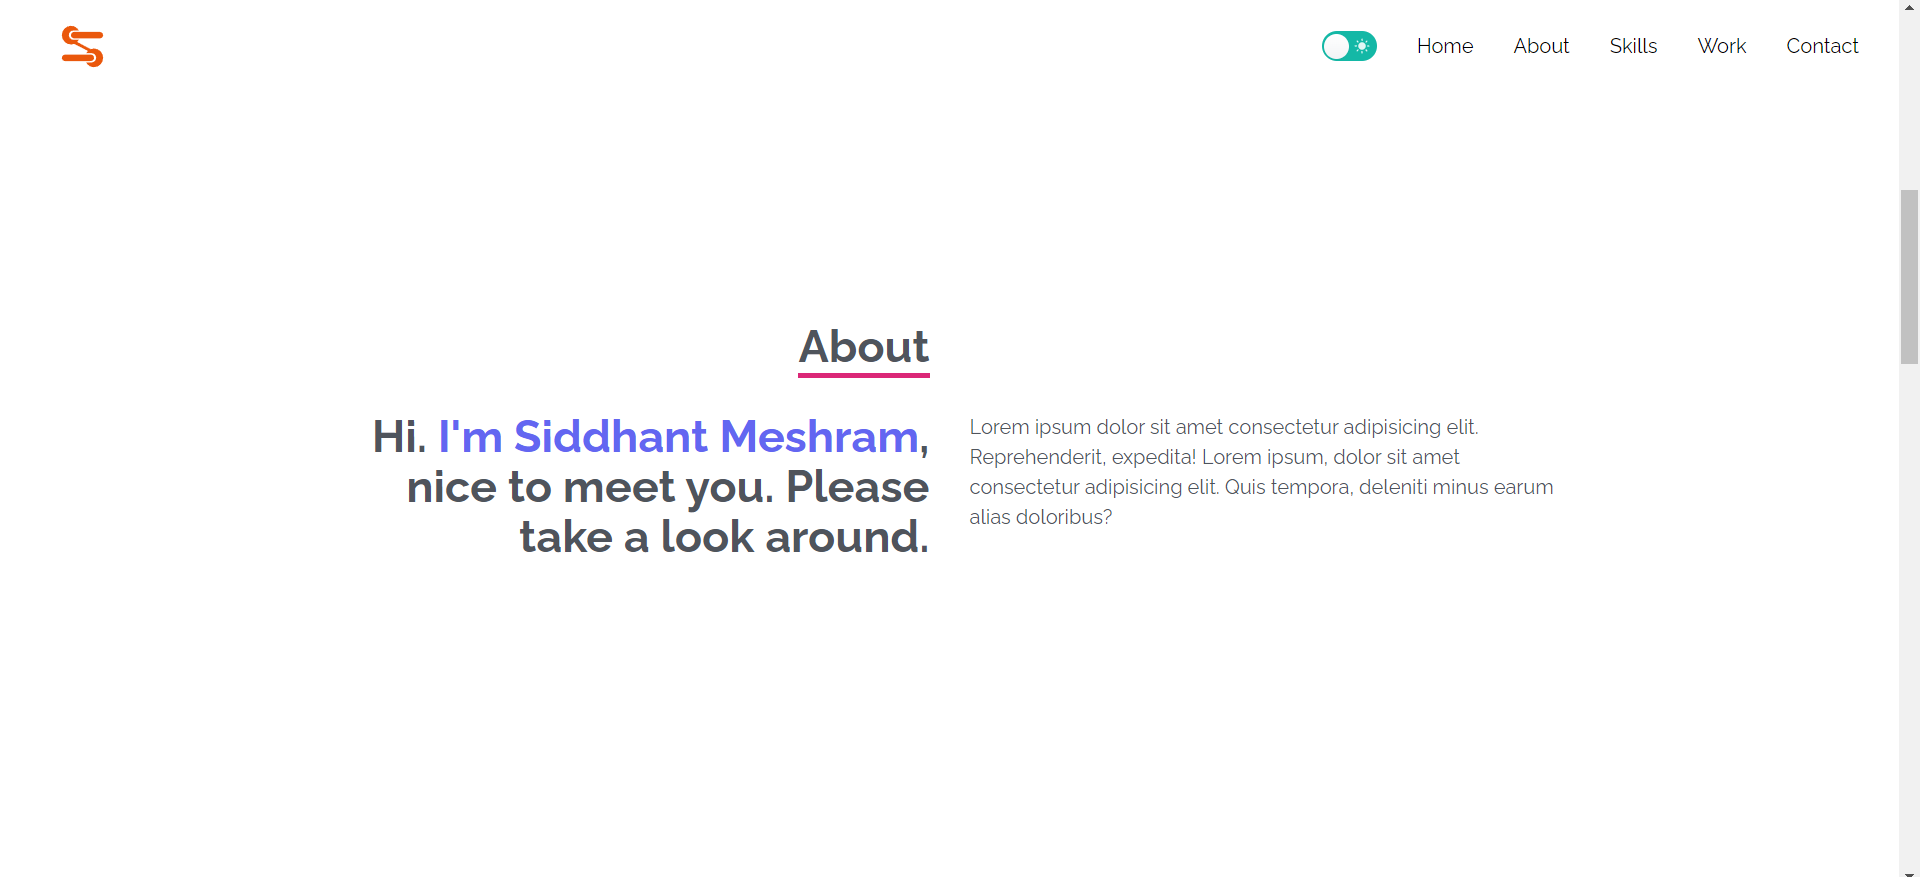 Home About Skills Work Contact
About
Hi. I'm Siddhant Meshram,
nice to meet you. Please
take a look around.
Lorem ipsum dolor sit amet consectetur adipisicing elit.
Reprehenderit, expedita! Lorem ipsum, dolor sit amet
consectetur adipisicing elit. Quis tempora, deleniti minus earum
alias doloribus?